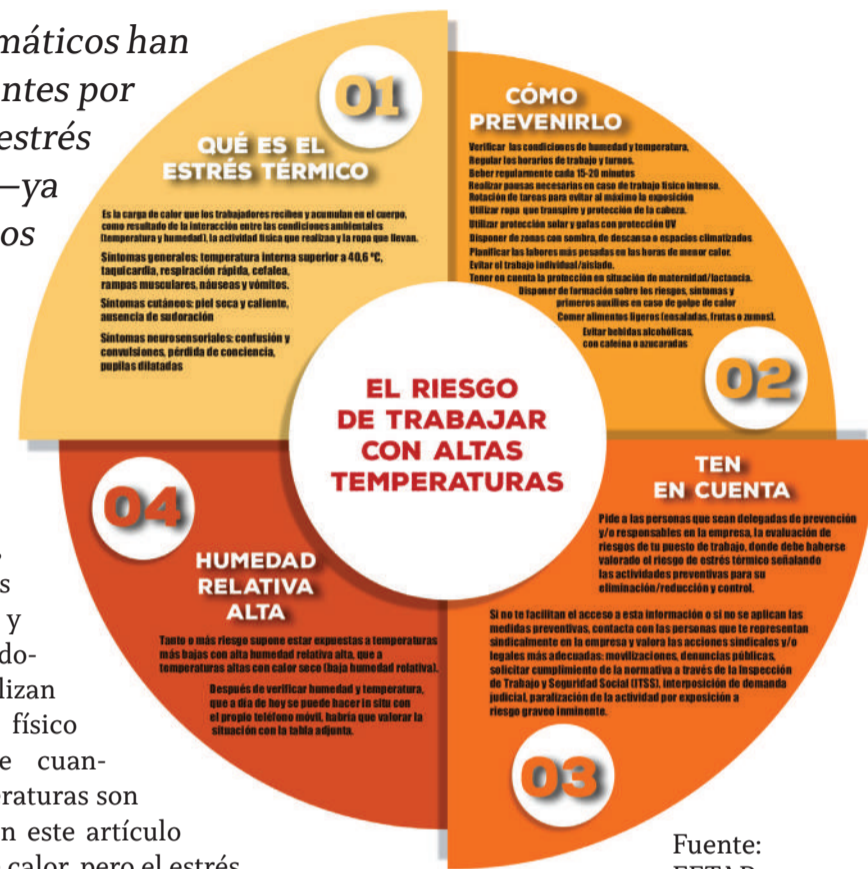 máticos han
ntes por
estrés
—ya
os
01
QUÉ ES EL
ESTRÉS TÉRMICO
Es la carga de calor que los trabajadores reciben y acumulan en el cuerpo,
como resultado de la interacción entre las condiciones ambientales
(temperatura y humedad), la actividad física que realizan y la ropa que llevan.
Síntomas generales: temperatura interna superior a 40,6 °C,
taquicardia, respiración rápida, cefalea,
rampas musculares, náuseas y vómitos.
Síntomas cutáneos: piel seca y caliente,
ausencia de sudoración
Síntomas neurosensoriales: confusión y
convulsiones, pérdida de conciencia,
pupilas dilatadas
CÓMO
PREVENIRLO
Verificar las condiciones de humedad y temperatura.
Regular los horarios de trabajo y turnos.
Beber regularmente cada 15-20 minutos
Realizar pausas necesarias en caso de trabajo físico intenso.
Rotación de tareas para evitar al máximo la exposición
Utilizar ropa que transpire y protección de la cabeza.
Utilizar protección solar y gafas con protección UV
Disponer de zonas con sombra, de descanso o espacios climatizados
Planificar las labores más pesadas en las horas de menor calor.
Evitar el trabajo individual/aislado.
Tener en cuenta la protección en situación de maternidad/lactancia.
Disponer de formación sobre los riesgos, síntomas y
primeros auxilios en caso de golpe de calor
Comer alimentos ligeros (ensaladas, frutas o zumos).
Evitar bebidas alcohólicas,
con cafeína o azucaradas
02
EL RIESGO
DE TRABAJAR
CON ALTAS
TEMPERATURAS
TEN
EN CUENTA
Pide a las personas que sean delegadas de prevención
y/o responsables en la empresa, la evaluación de
riesgos de tu puesto de trabajo, donde debe haberse
valorado el riesgo de estrés térmico señalando
las actividades preventivas para su
eliminación/reducción y control.
Si no te facilitan el acceso a esta información o si no se aplican las
medidas preventivas, contacta con las personas que te representan
sindicalmente en la empresa y valora las acciones sindicales y/o
legales más adecuadas: movilizaciones, denuncias públicas,
solicitar cumplimiento de la normativa a través de la Inspección
de Trabajo y Seguridad Social (ITSS), interposición de demanda
judicial, paralización de la actividad por exposición a
riesgo graveo inminente.
03
04
HUMEDAD
RELATIVA
ALTA
Tanto o más riesgo supone estar expuestas a temperaturas
más bajas con alta humedad relativa alta, que a
temperaturas altas con calor seco (baja humedad relativa).
Después de verificar humedad y temperatura,
que a día de hoy se puede hacer in situ con
el propio teléfono móvil, habría que valorar la
situación con la tabla adjunta.
s
y
do-
lizan
físico
e cuan-
eraturas son
n este artículo
calor, pero el estrés
Fuente: